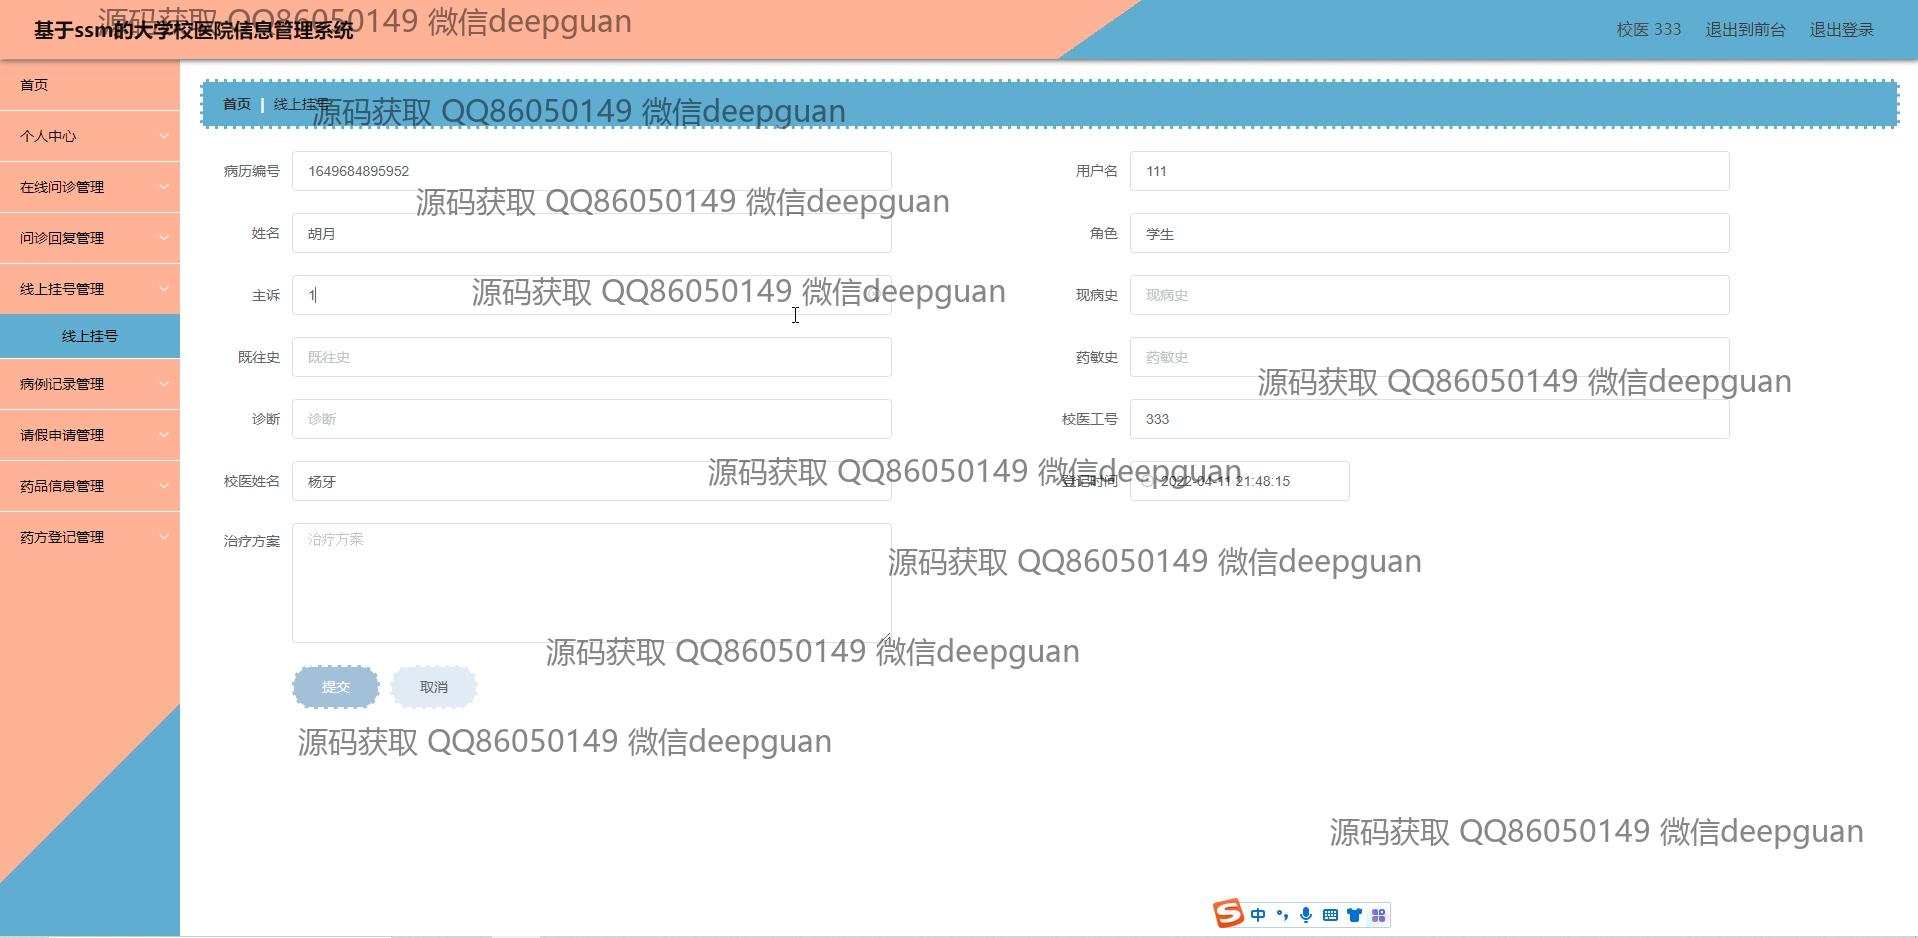 基于ssm的大学校医院信息管理系统
源码获取 QQ86050149 微信deepguan
校医 333 退出到前台 退出登录
首页
个人中心
在线问诊管理
问诊回复管理
线上挂号管理
线上挂号
病例记录管理
请假申请管理
药品信息管理
药方登记管理
首页 | 线上挂号
源码获取 QQ86050149 微信deepguan
病历编号 1649684895952 用户名 111
源码获取 QQ86050149 微信deepguan
姓名 胡月 角色 学生
主诉 1 现病史 现病史
源码获取 QQ86050149 微信deepguan
既往史 既往史 药敏史 药敏史
源码获取 QQ86050149 微信deepguan
诊断 诊断 校医工号 333
校医姓名 杨牙 登记时间 2022-04-11 21:48:15
源码获取 QQ86050149 微信deepguan
治疗方案 治疗方案
源码获取 QQ86050149 微信deepguan
源码获取 QQ86050149 微信deepguan
提交 取消
源码获取 QQ86050149 微信deepguan
源码获取 QQ86050149 微信deepguan
S中